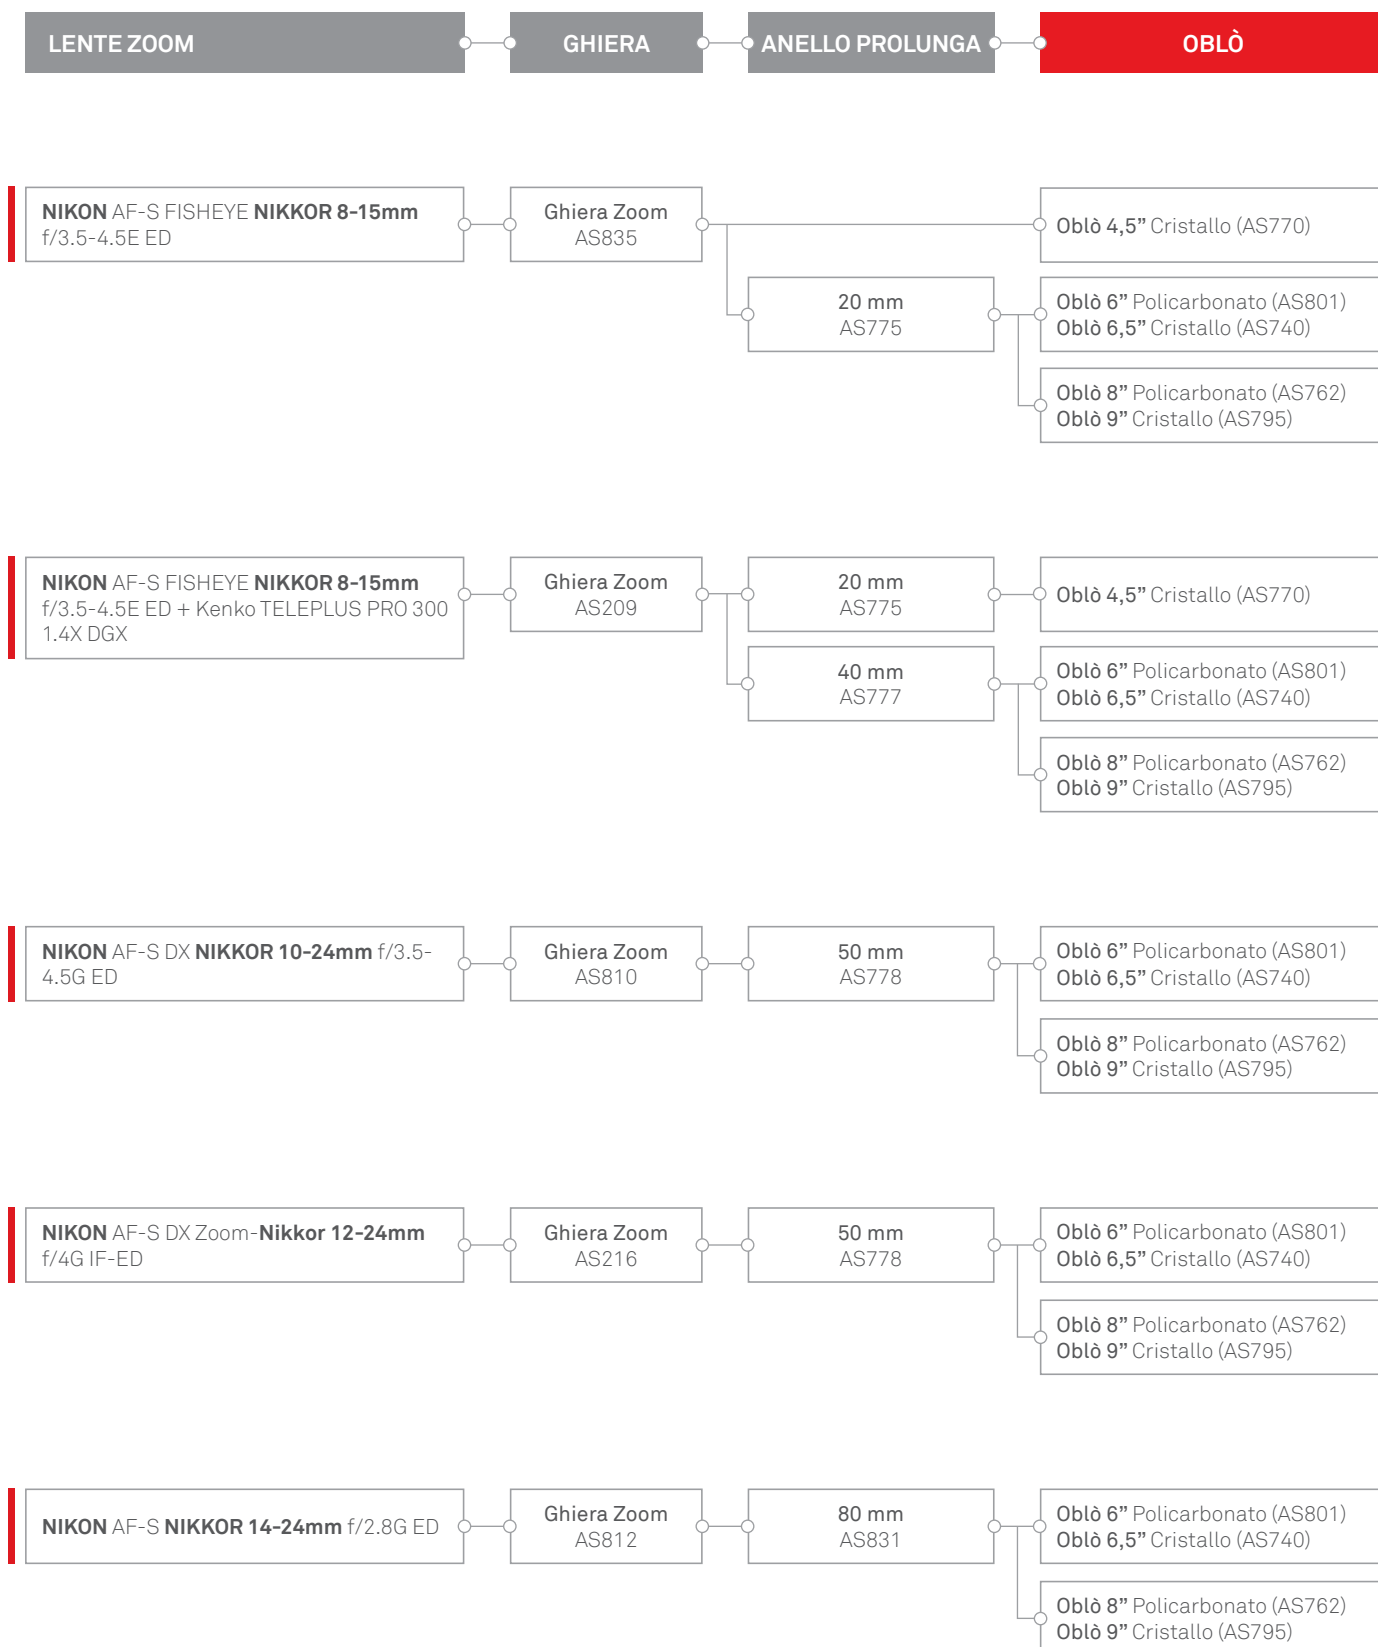 LENTE ZOOM GHIERA ANELLO PROLUNGA OBLÒ
NIKON AF-S FISHEYE NIKKOR 8-15mm
f/3.5-4.5E ED
Ghiera Zoom
AS835
Oblò 4,5” Cristallo (AS770)
20 mm
AS775
Oblò 6” Policarbonato (AS801)
Oblò 6,5” Cristallo (AS740)
Oblò 8” Policarbonato (AS762)
Oblò 9” Cristallo (AS795)
NIKON AF-S FISHEYE NIKKOR 8-15mm
f/3.5-4.5E ED + Kenko TELEPLUS PRO 300
1.4X DGX
Ghiera Zoom
AS209
20 mm
AS775
Oblò 4,5” Cristallo (AS770)
40 mm
AS777
Oblò 6” Policarbonato (AS801)
Oblò 6,5” Cristallo (AS740)
Oblò 8” Policarbonato (AS762)
Oblò 9” Cristallo (AS795)
NIKON AF-S DX NIKKOR 10-24mm f/3.5-
4.5G ED
Ghiera Zoom
AS810
50 mm
AS778
Oblò 6” Policarbonato (AS801)
Oblò 6,5” Cristallo (AS740)
Oblò 8” Policarbonato (AS762)
Oblò 9” Cristallo (AS795)
NIKON AF-S DX Zoom-Nikkor 12-24mm
f/4G IF-ED
Ghiera Zoom
AS216
50 mm
AS778
Oblò 6” Policarbonato (AS801)
Oblò 6,5” Cristallo (AS740)
Oblò 8” Policarbonato (AS762)
Oblò 9” Cristallo (AS795)
NIKON AF-S NIKKOR 14-24mm f/2.8G ED
Ghiera Zoom
AS812
80 mm
AS831
Oblò 6” Policarbonato (AS801)
Oblò 6,5” Cristallo (AS740)
Oblò 8” Policarbonato (AS762)
Oblò 9” Cristallo (AS795)